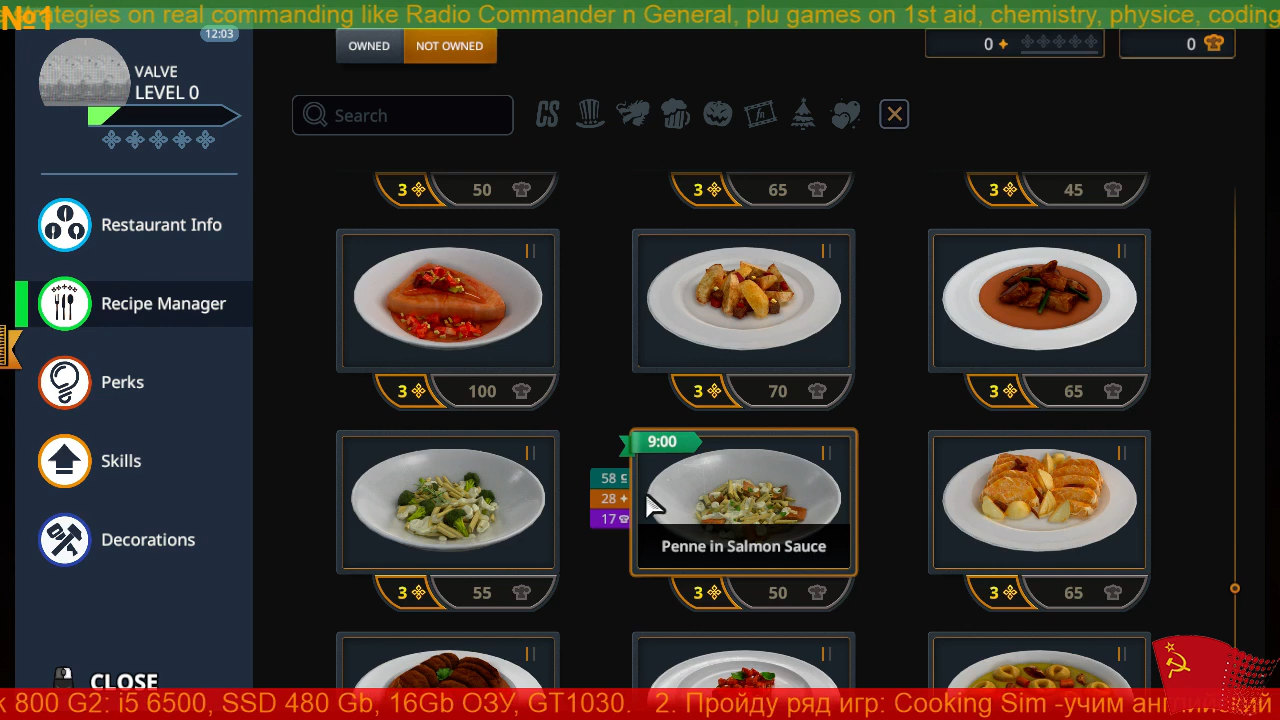 strategies on real commanding like Radio Commander n General, plu games on 1st aid, chemistry, physice, coding
№1
12:03
VALVE
LEVEL 0
OWNED
NOT OWNED
0
0
Search
CS
Restaurant Info
Recipe Manager
Perks
Skills
Decorations
CLOSE
3 50
3 65
3 45
3 100
3 70
3 65
9:00
58
28 +
17
Penne in Salmon Sauce
3 55
3 50
3 65
800 G2: i5 6500, SSD 480 Gb, 16Gb ОЗУ, GT1030. 2. Пройду ряд игр: Cooking Sim -учим английский